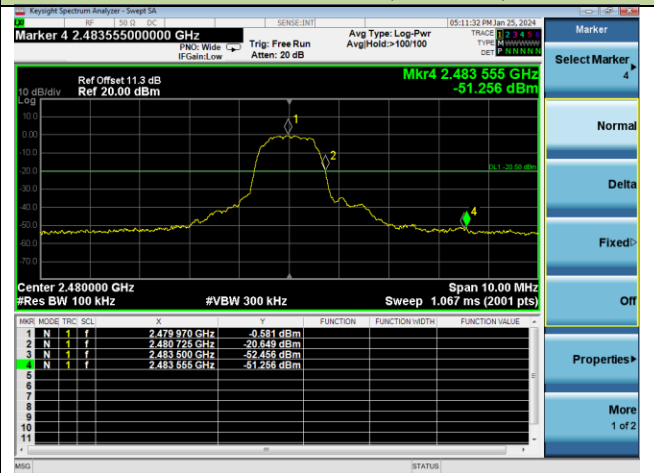 Keysight Spectrum Analyzer - Swept SA
RF 50 Ω DC SENSE:INT 05:11:32 PM Jan 25, 2024
Marker 4 2.483555000000 GHz
PNO: Wide Trig: Free Run Avg Type: Log-Pwr TRACE 1 2 3 4 5 6
IFGain:Low Atten: 20 dB Avg|Hold:>100/100 TYPE M WWWWW
DET P NNNNN
Ref Offset 11.3 dB Mkr4 2.483 555 GHz
10 dB/div Ref 20.00 dBm -51.256 dBm
Log
10.0
0.00
-10.0
-20.0
-30.0
-40.0
-50.0
-60.0
-70.0
1
2
DL1 -20.50 dBm
4
Center 2.480000 GHz Span 10.00 MHz
#Res BW 100 kHz #VBW 300 kHz Sweep 1.067 ms (2001 pts)
MKR MODE TRC SCL X Y FUNCTION FUNCTION WIDTH FUNCTION VALUE
1 N 1 f 2.479 970 GHz -0.581 dBm
2 N 1 f 2.480 725 GHz -20.649 dBm
3 N 1 f 2.483 500 GHz -52.456 dBm
4 N 1 f 2.483 555 GHz -51.256 dBm
5
6
7
8
9
10
11
MSG STATUS
Marker
Select Marker
4
Normal
Delta
Fixed
Off
Properties
More
1 of 2